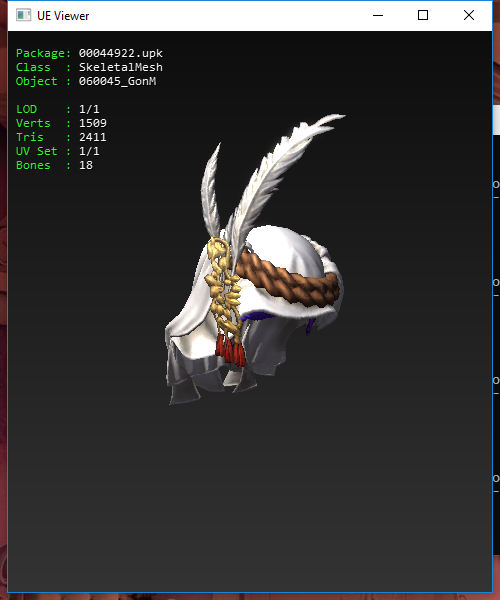 UE Viewer
Package: 00044922.upk
Class  : SkeletalMesh
Object : 060045_GonM
LOD    : 1/1
Verts  : 1509
Tris   : 2411
UV Set : 1/1
Bones  : 18